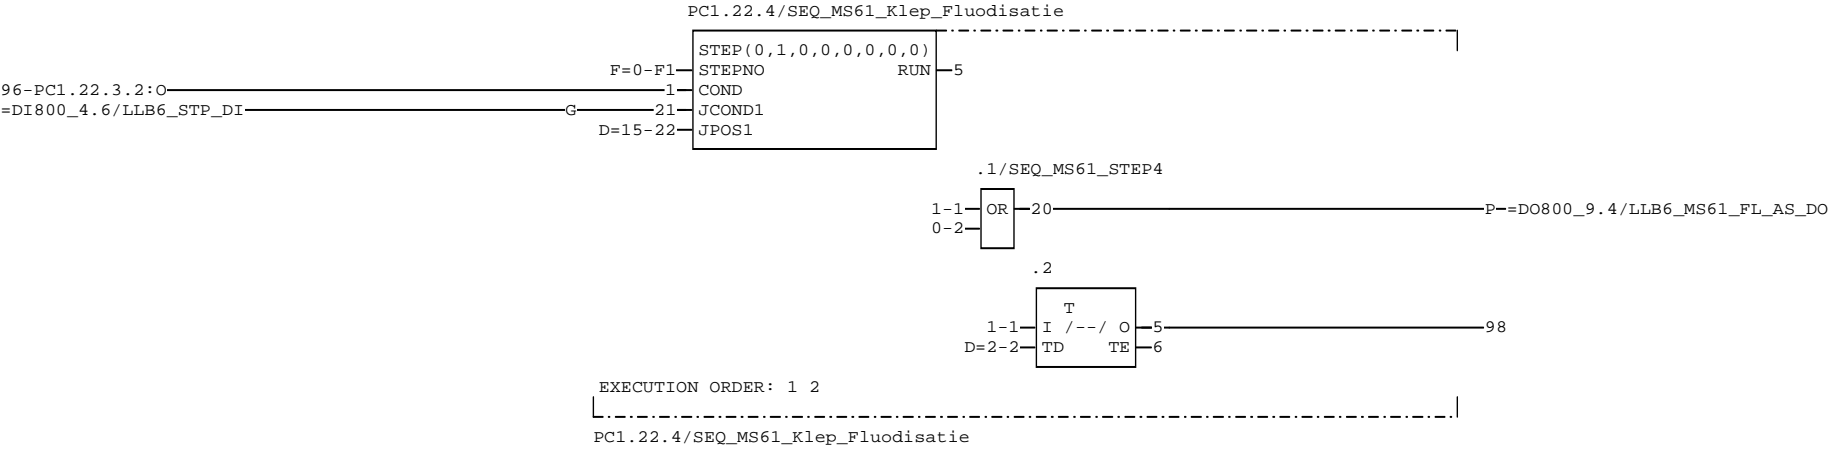 PC1.22.4/SEQ_MS61_Klep_Fluodisatie
STEP(0,1,0,0,0,0,0,0)
F=0-F1 STEPNO RUN 5
96-PC1.22.3.2:O 1 COND
=DI800_4.6/LLB6_STP_DI G 21 JCOND1
D=15-22 JPOS1
.1/SEQ_MS61_STEP4
1-1 OR 20 P-=DO800_9.4/LLB6_MS61_FL_AS_DO
0-2
.2
T
1-1 I /--/ O 5 98
D=2-2 TD TE 6
EXECUTION ORDER: 1 2
PC1.22.4/SEQ_MS61_Klep_Fluodisatie